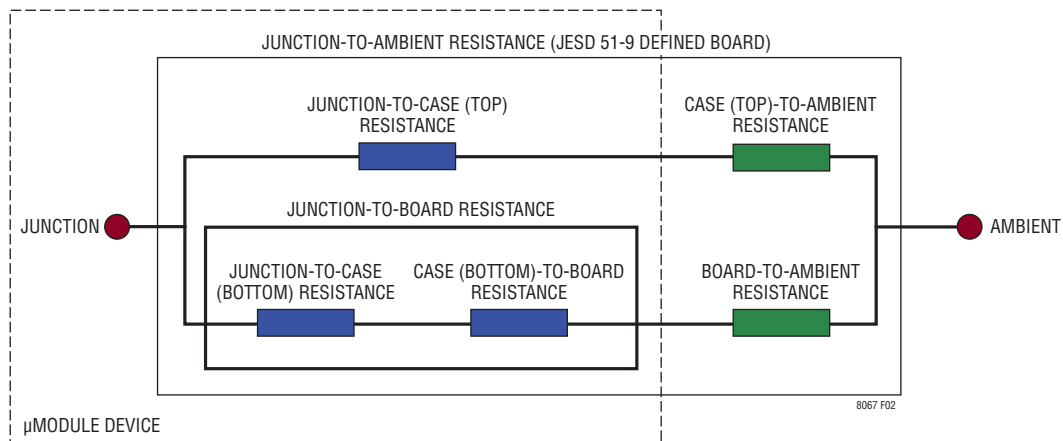 JUNCTION-TO-AMBIENT RESISTANCE (JESD 51-9 DEFINED BOARD)
JUNCTION-TO-CASE (TOP)
RESISTANCE
CASE (TOP)-TO-AMBIENT
RESISTANCE
JUNCTION-TO-BOARD RESISTANCE
JUNCTION
AMBIENT
JUNCTION-TO-CASE
(BOTTOM) RESISTANCE
CASE (BOTTOM)-TO-BOARD
RESISTANCE
BOARD-TO-AMBIENT
RESISTANCE
8067 F02
µMODULE DEVICE